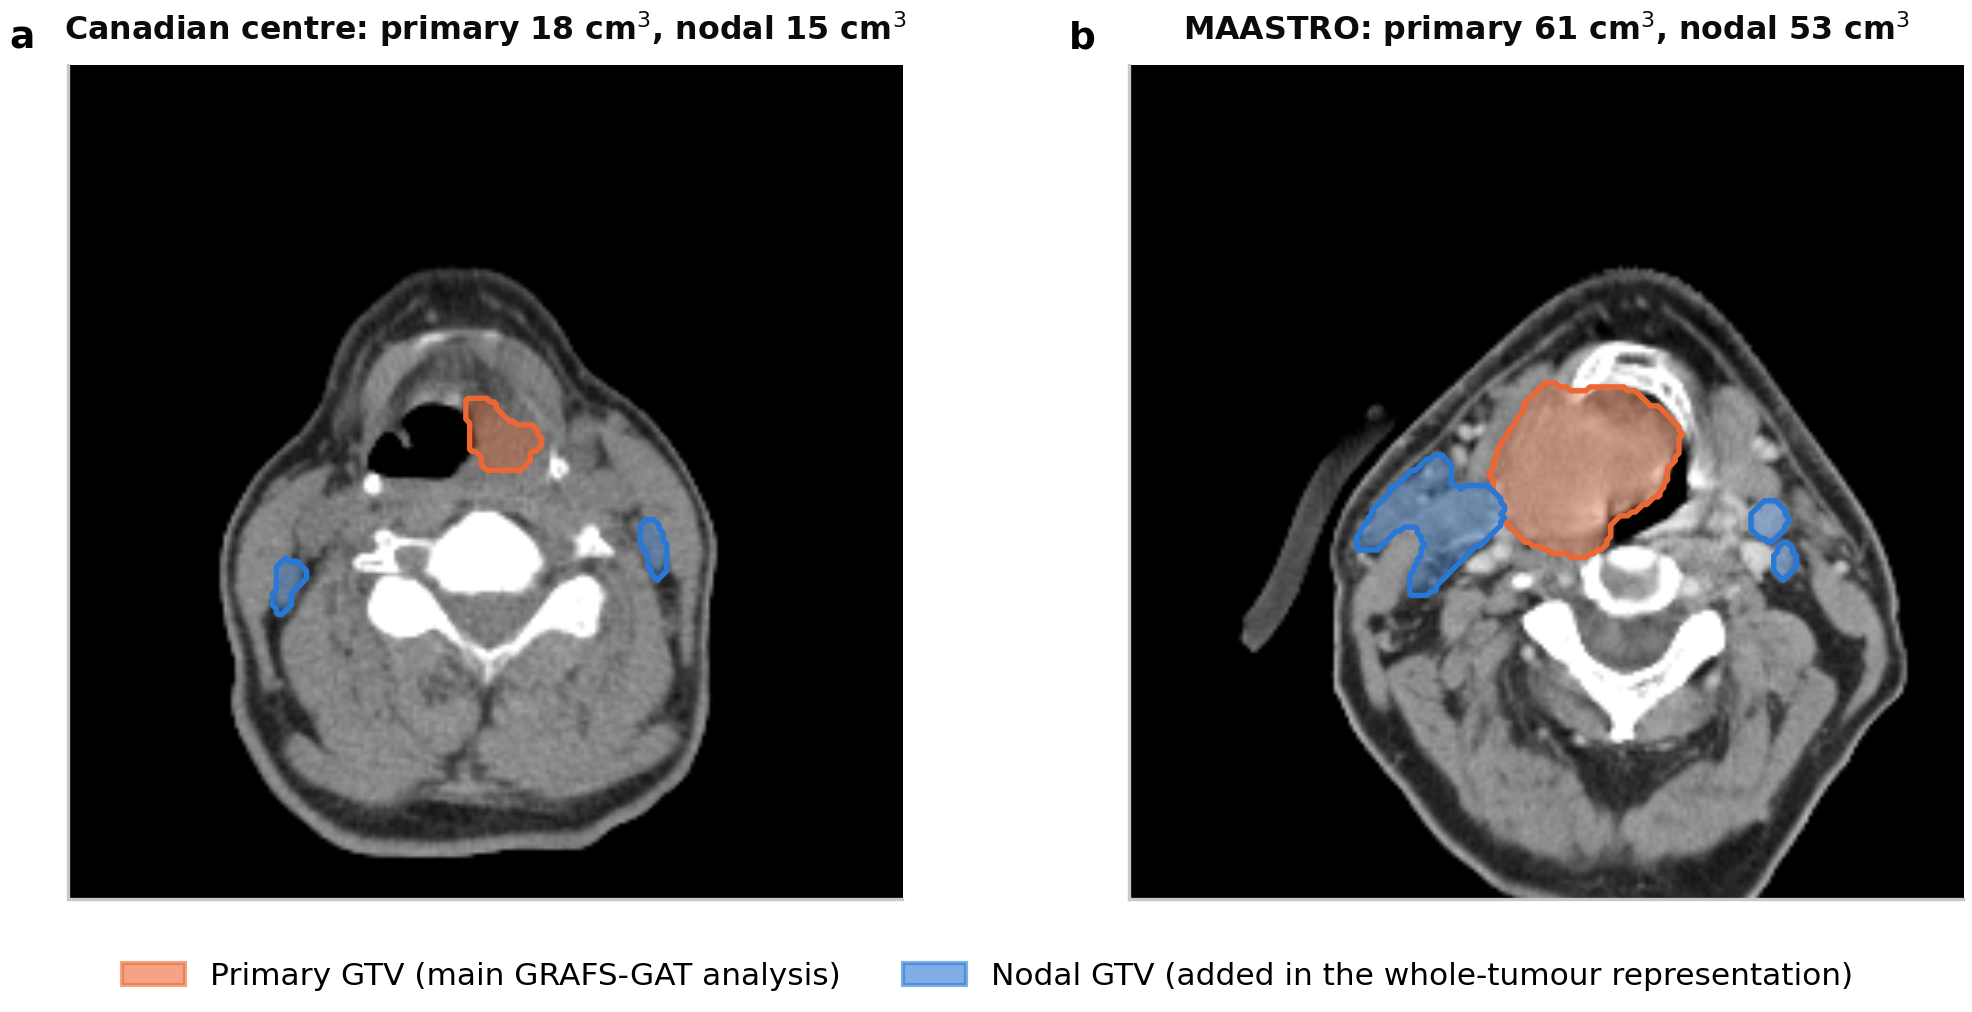 a
Canadian centre: primary 18 cm³, nodal 15 cm³
b
MAASTRO: primary 61 cm³, nodal 53 cm³
Primary GTV (main GRAFS-GAT analysis)
Nodal GTV (added in the whole-tumour representation)